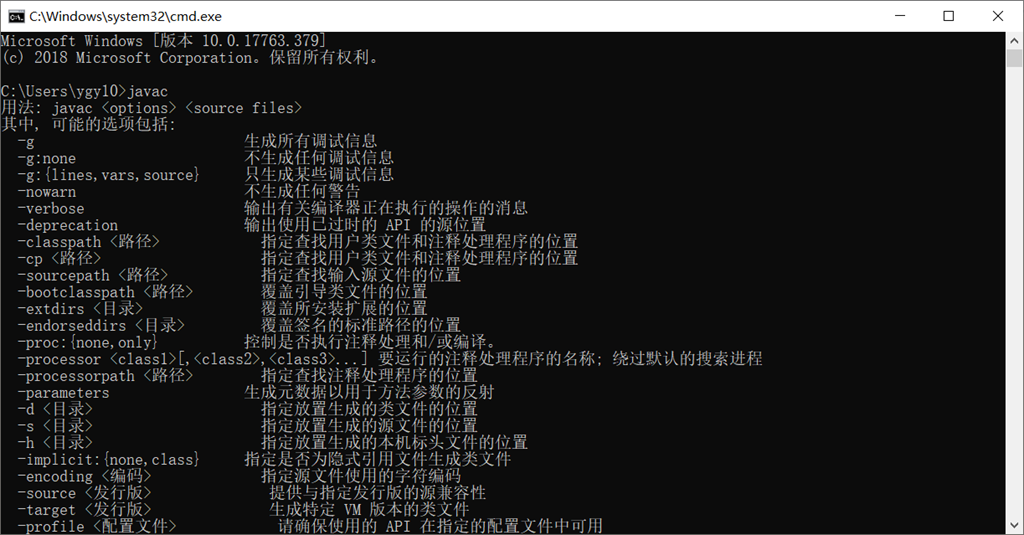 C:\Windows\system32\cmd.exe
Microsoft Windows [版本 10.0.17763.379]
(c) 2018 Microsoft Corporation。保留所有权利。
C:\Users\ygy10>javac
用法: javac <options> <source files>
其中, 可能的选项包括:
-g 生成所有调试信息
-g:none 不生成任何调试信息
-g:{lines,vars,source} 只生成某些调试信息
-nowarn 不生成任何警告
-verbose 输出有关编译器正在执行的操作的消息
-deprecation 输出使用已过时的 API 的源位置
-classpath <路径> 指定查找用户类文件和注释处理程序的位置
-cp <路径> 指定查找用户类文件和注释处理程序的位置
-sourcepath <路径> 指定查找输入源文件的位置
-bootclasspath <路径> 覆盖引导类文件的位置
-extdirs <目录> 覆盖所安装扩展的位置
-endorseddirs <目录> 覆盖签名的标准路径的位置
-proc:{none,only} 控制是否执行注释处理和/或编译。
-processor <class1>[,<class2>,<class3>...] 要运行的注释处理程序的名称; 绕过默认的搜索进程
-processorpath <路径> 指定查找注释处理程序的位置
-parameters 生成元数据以用于方法参数的反射
-d <目录> 指定放置生成的类文件的位置
-s <目录> 指定放置生成的源文件的位置
-h <目录> 指定放置生成的本机标头文件的位置
-implicit:{none,class} 指定是否为隐式引用文件生成类文件
-encoding <编码> 指定源文件使用的字符编码
-source <发行版> 提供与指定发行版的源兼容性
-target <发行版> 生成特定 VM 版本的类文件
-profile <配置文件> 请确保使用的 API 在指定的配置文件中可用